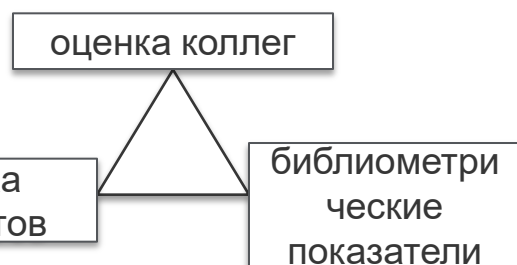 оценка коллег
библиометри
ческие
показатели